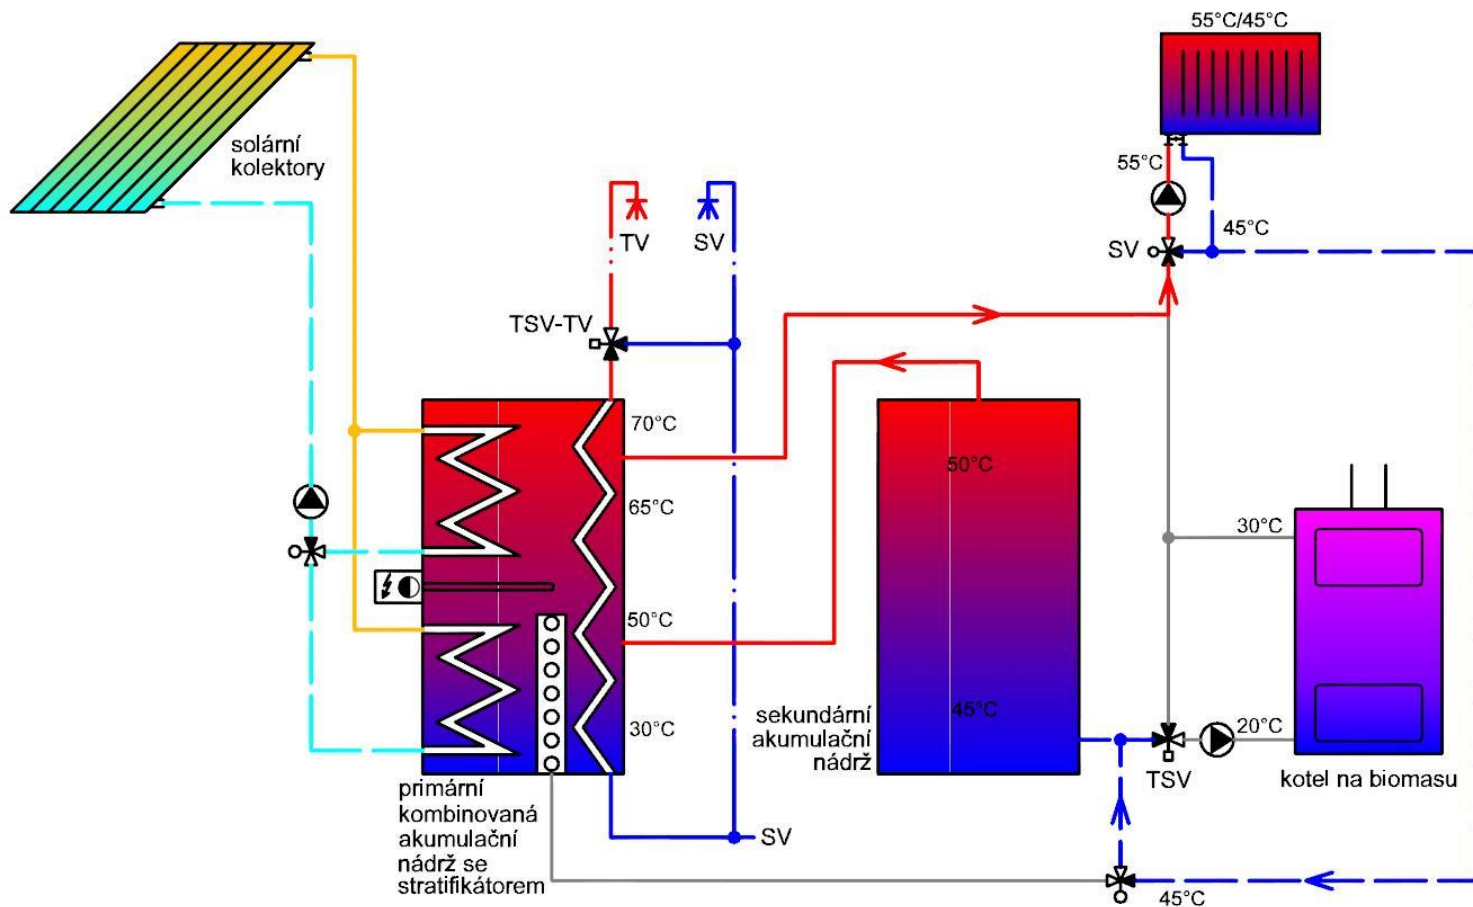 55°C/45°C
solární
kolektory
55°C
TV
SV
SV
45°C
TSV-TV
70°C
50°C
65°C
30°C
50°C
45°C
30°C
20°C
sekundární
akumulační
nádrž
TSV
kotel na biomasu
primární
kombinovaná
akumulační
nádrž se
stratifikátorem
SV
45°C